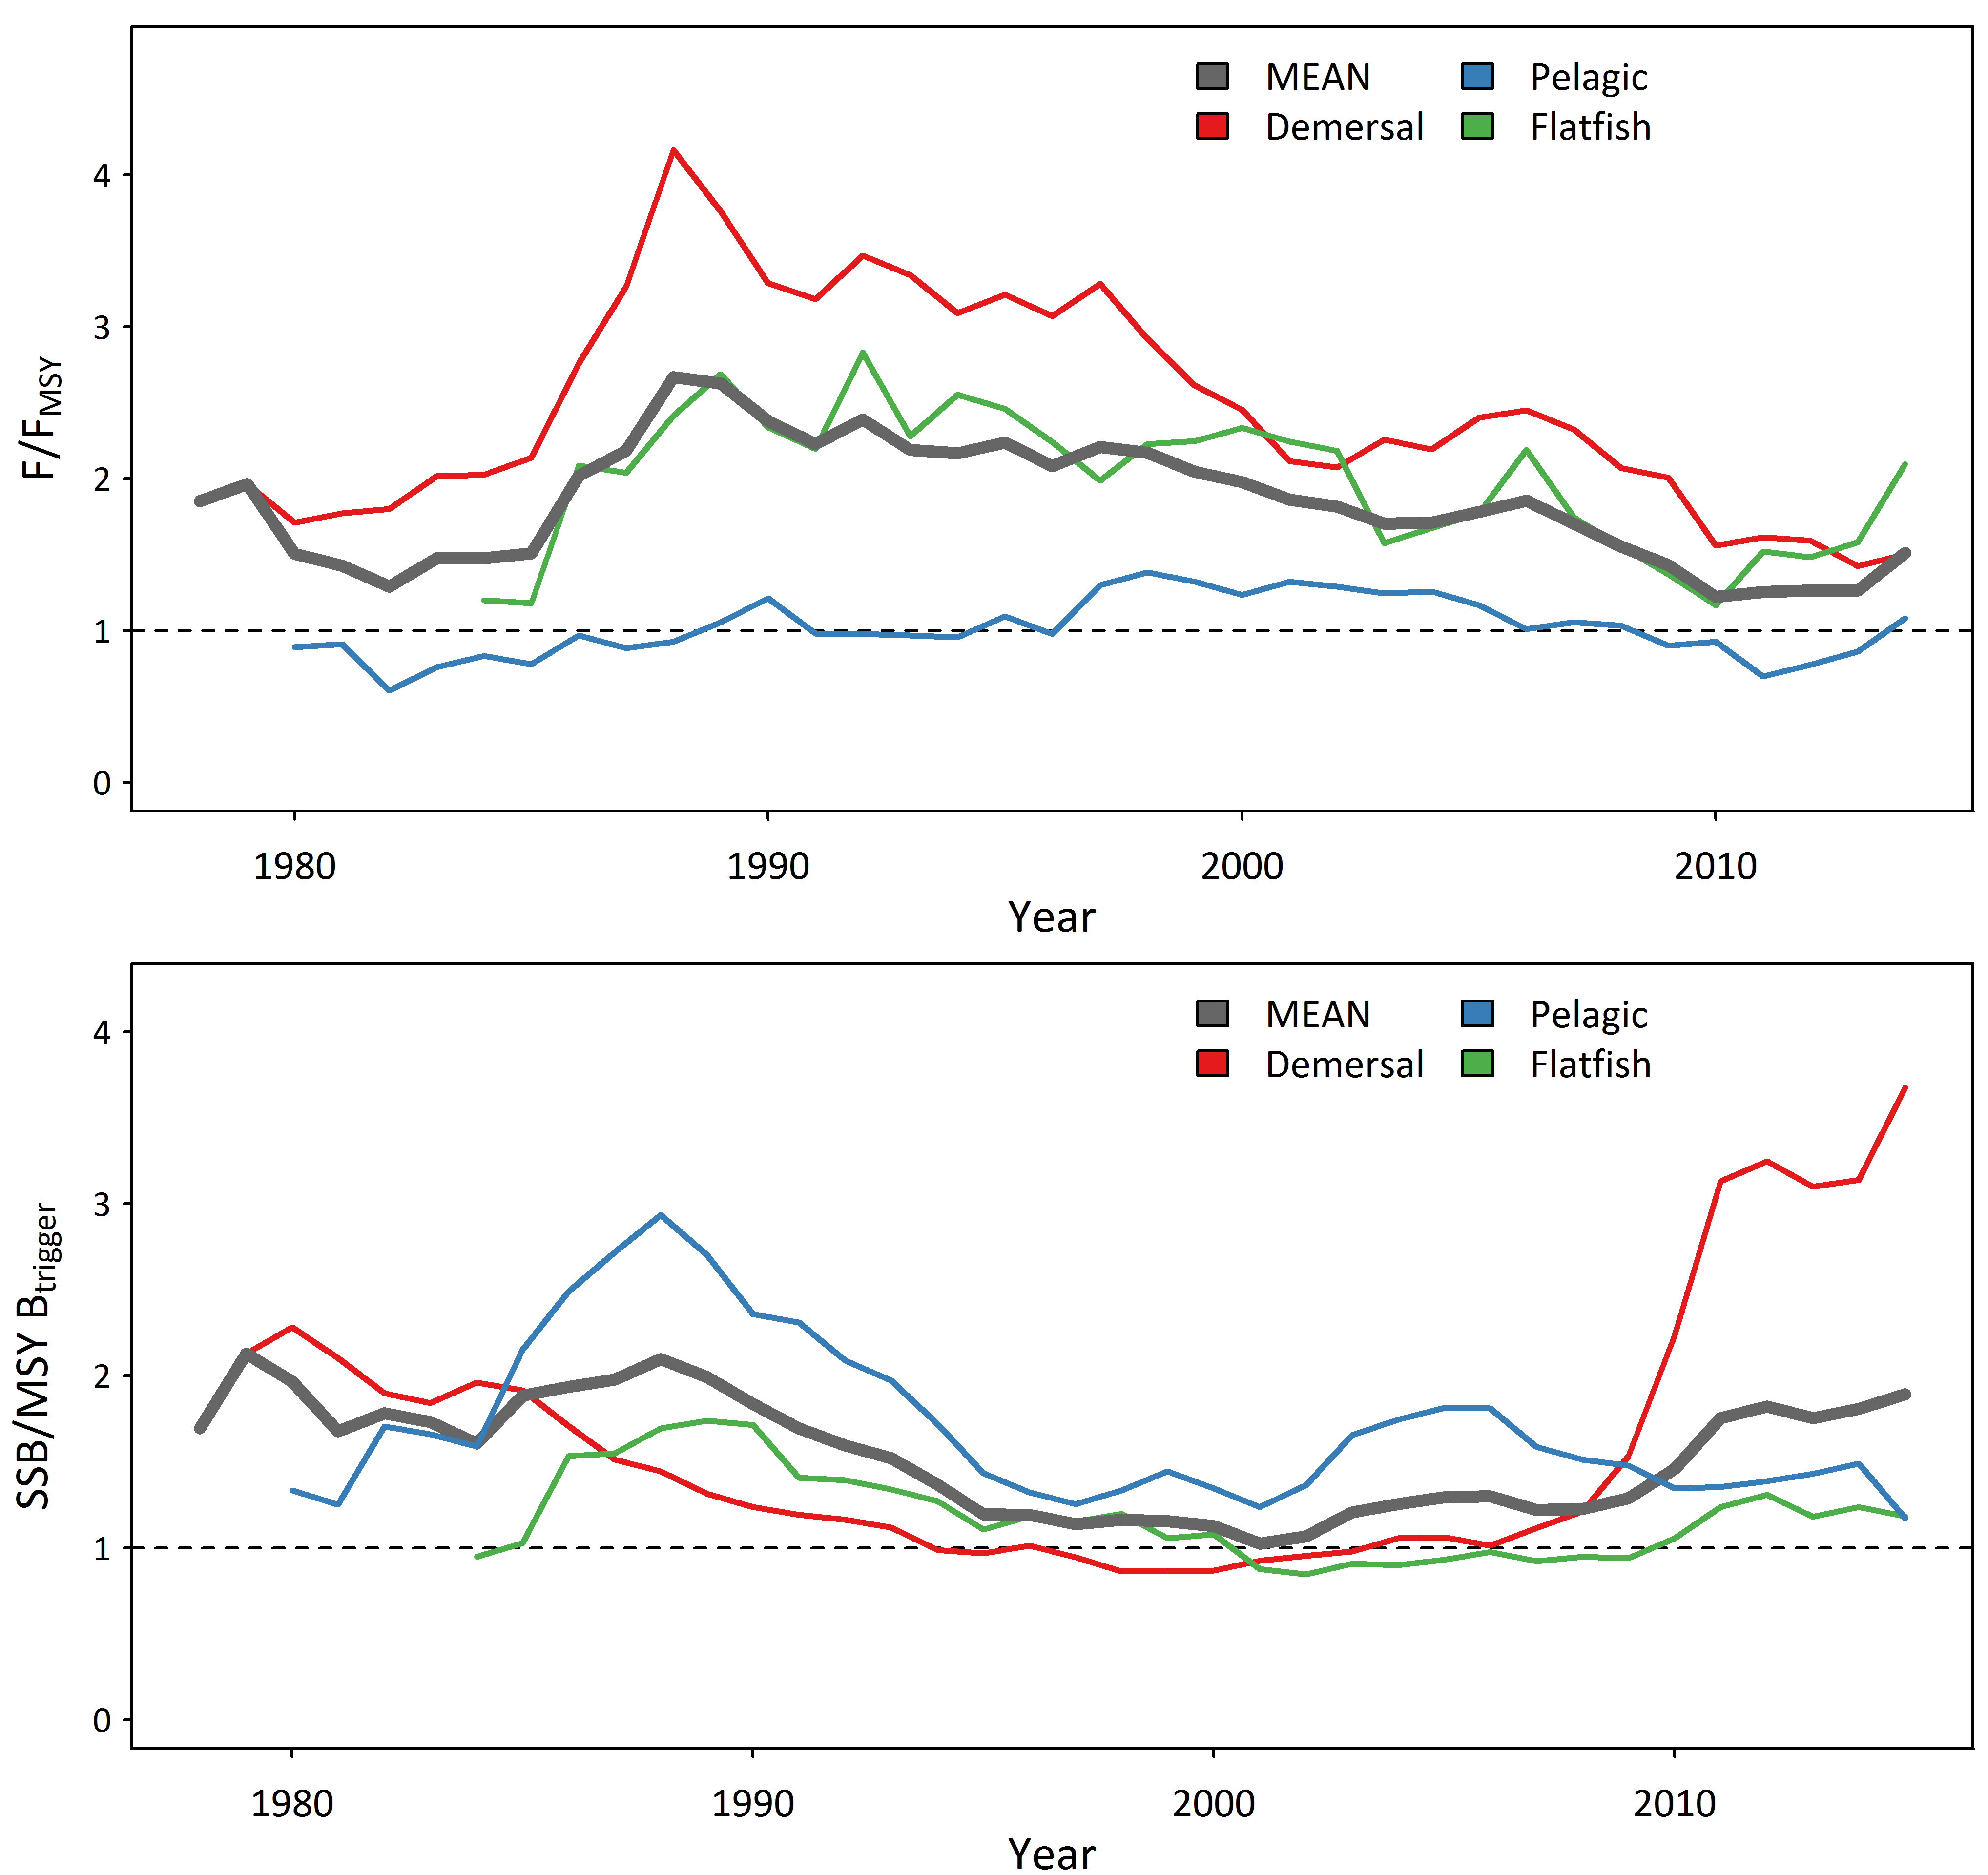 MEAN Pelagic
Demersal Flatfish
4
3
2
1
0
F/FMSY
1980 1990 2000 2010
Year
MEAN Pelagic
Demersal Flatfish
4
3
2
1
0
SSB/MSY Btrigger
1980 1990 2000 2010
Year